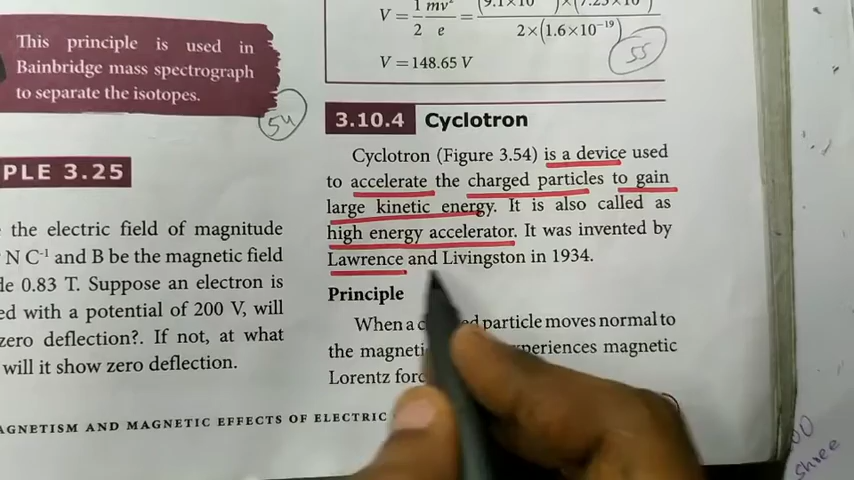 This principle is used in
Bainbridge mass spectrograph
to separate the isotopes.
54
PLE 3.25
the electric field of magnitude
N C⁻¹ and B be the magnetic field
0.83 T. Suppose an electron is
with a potential of 200 V, will
zero deflection?. If not, at what
will it show zero deflection.
MAGNETISM AND MAGNETIC EFFECTS OF ELECTRIC
V = 1/2 mv²/e = 2×(1.6×10⁻¹⁹)
V = 148.65 V
55
3.10.4 Cyclotron
Cyclotron (Figure 3.54) is a device used
to accelerate the charged particles to gain
large kinetic energy. It is also called as
high energy accelerator. It was invented by
Lawrence and Livingston in 1934.
Principle
When a particle moves normal to
the experiences magnetic
Lorentz
shree